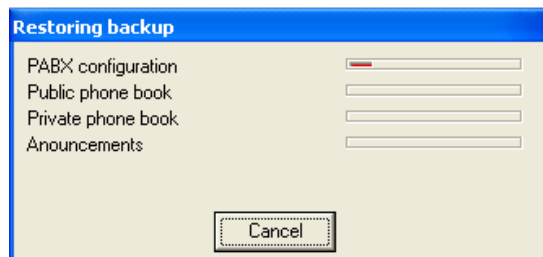 Restoring backup
PABX configuration
Public phone book
Private phone book
Anouncements
Cancel